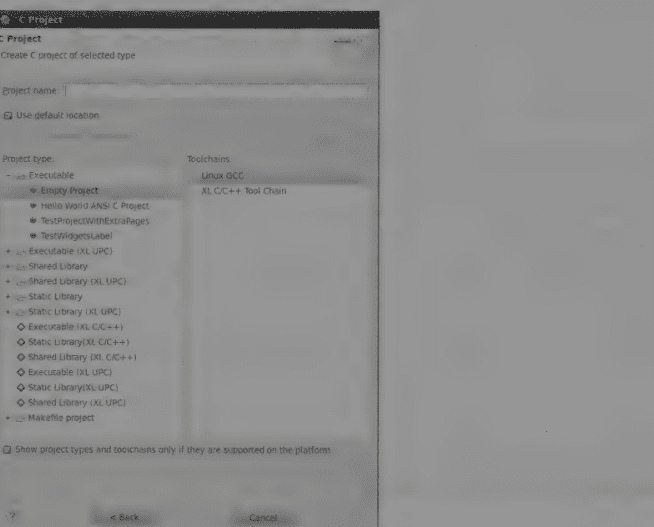 C Project
C Project
Create C project of selected type
Project name:
Use default location
Project type:
Toolchains:
Executable
Linux GCC
Empty Project
XL C/C++ Tool Chain
Hello World ANSI C Project
TestProjectWithExtraPages
TestWidgetsLabel
Executable (XL UPC)
Shared Library
Shared Library (XL UPC)
Static Library
Static Library (XL UPC)
Executable (XL C/C++)
Static Library(XL C/C++)
Shared Library (XL C/C++)
Executable (XL UPC)
Static Library(XL UPC)
Shared Library (XL UPC)
Makefile project
Show project types and toolchains only if they are supported on the platform
?
< Back
Cancel